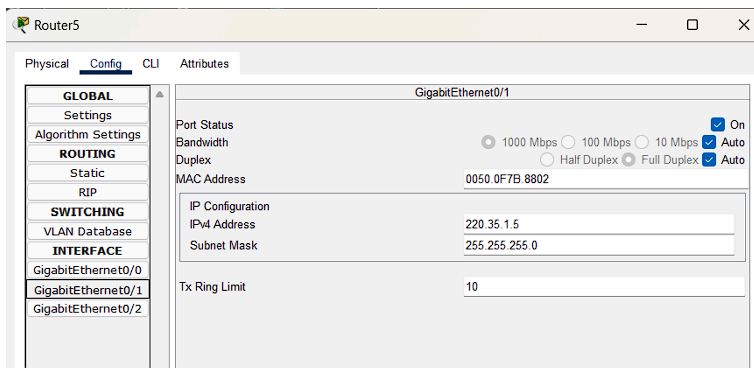 Router5
Physical Config CLI Attributes
GLOBAL
Settings
Algorithm Settings
ROUTING
Static
RIP
SWITCHING
VLAN Database
INTERFACE
GigabitEthernet0/0
GigabitEthernet0/1
GigabitEthernet0/2
GigabitEthernet0/1
Port Status On
Bandwidth 1000 Mbps 100 Mbps 10 Mbps Auto
Duplex Half Duplex Full Duplex Auto
MAC Address 0050.0F7B.8802
IP Configuration
IPv4 Address 220.35.1.5
Subnet Mask 255.255.255.0
Tx Ring Limit 10